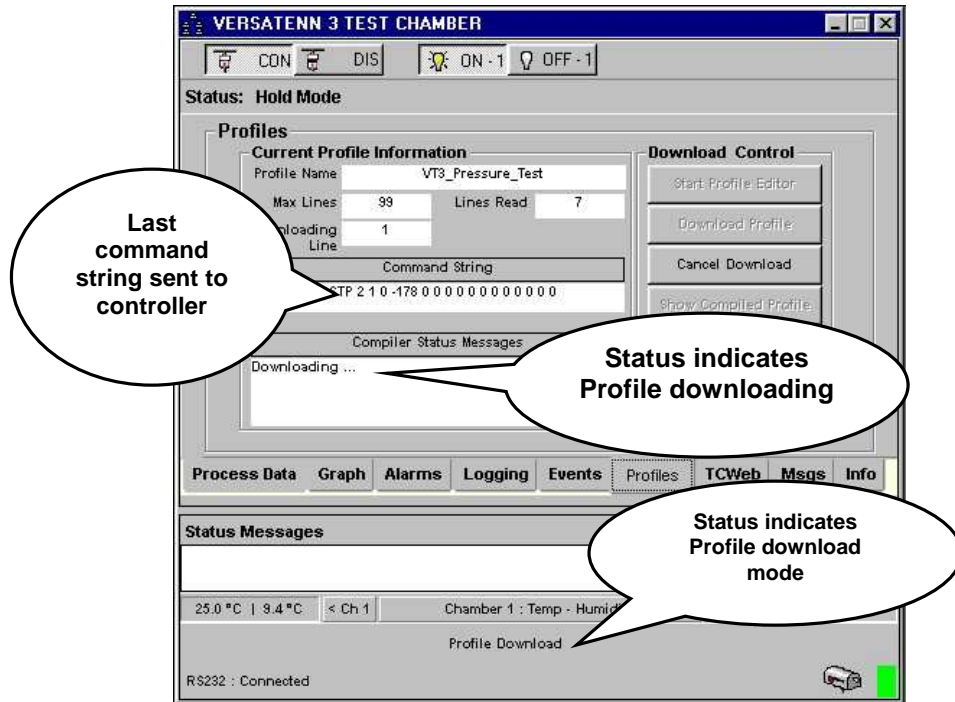 VERSATENN 3 TEST CHAMBER
CON DIS ON - 1 OFF - 1
Status: Hold Mode
Profiles
Current Profile Information
Profile Name VT3_Pressure_Test
Max Lines 99 Lines Read 7
Line 1
Command String
STP 2 1 0 -178 0 0 0 0 0 0 0 0 0 0 0 0
Compiler Status Messages
Downloading ...
Download Control
Start Profile Editor
Download Profile
Cancel Download
Show Compiled Profile
Last
command
string sent to
controller
Status indicates
Profile downloading
Process Data Graph Alarms Logging Events Profiles TCWeb Msgs Info
Status Messages
Status indicates
Profile download
mode
25.0 °C | 9.4 °C < Ch 1 Chamber 1 : Temp - Humidi
Profile Download
RS232 : Connected